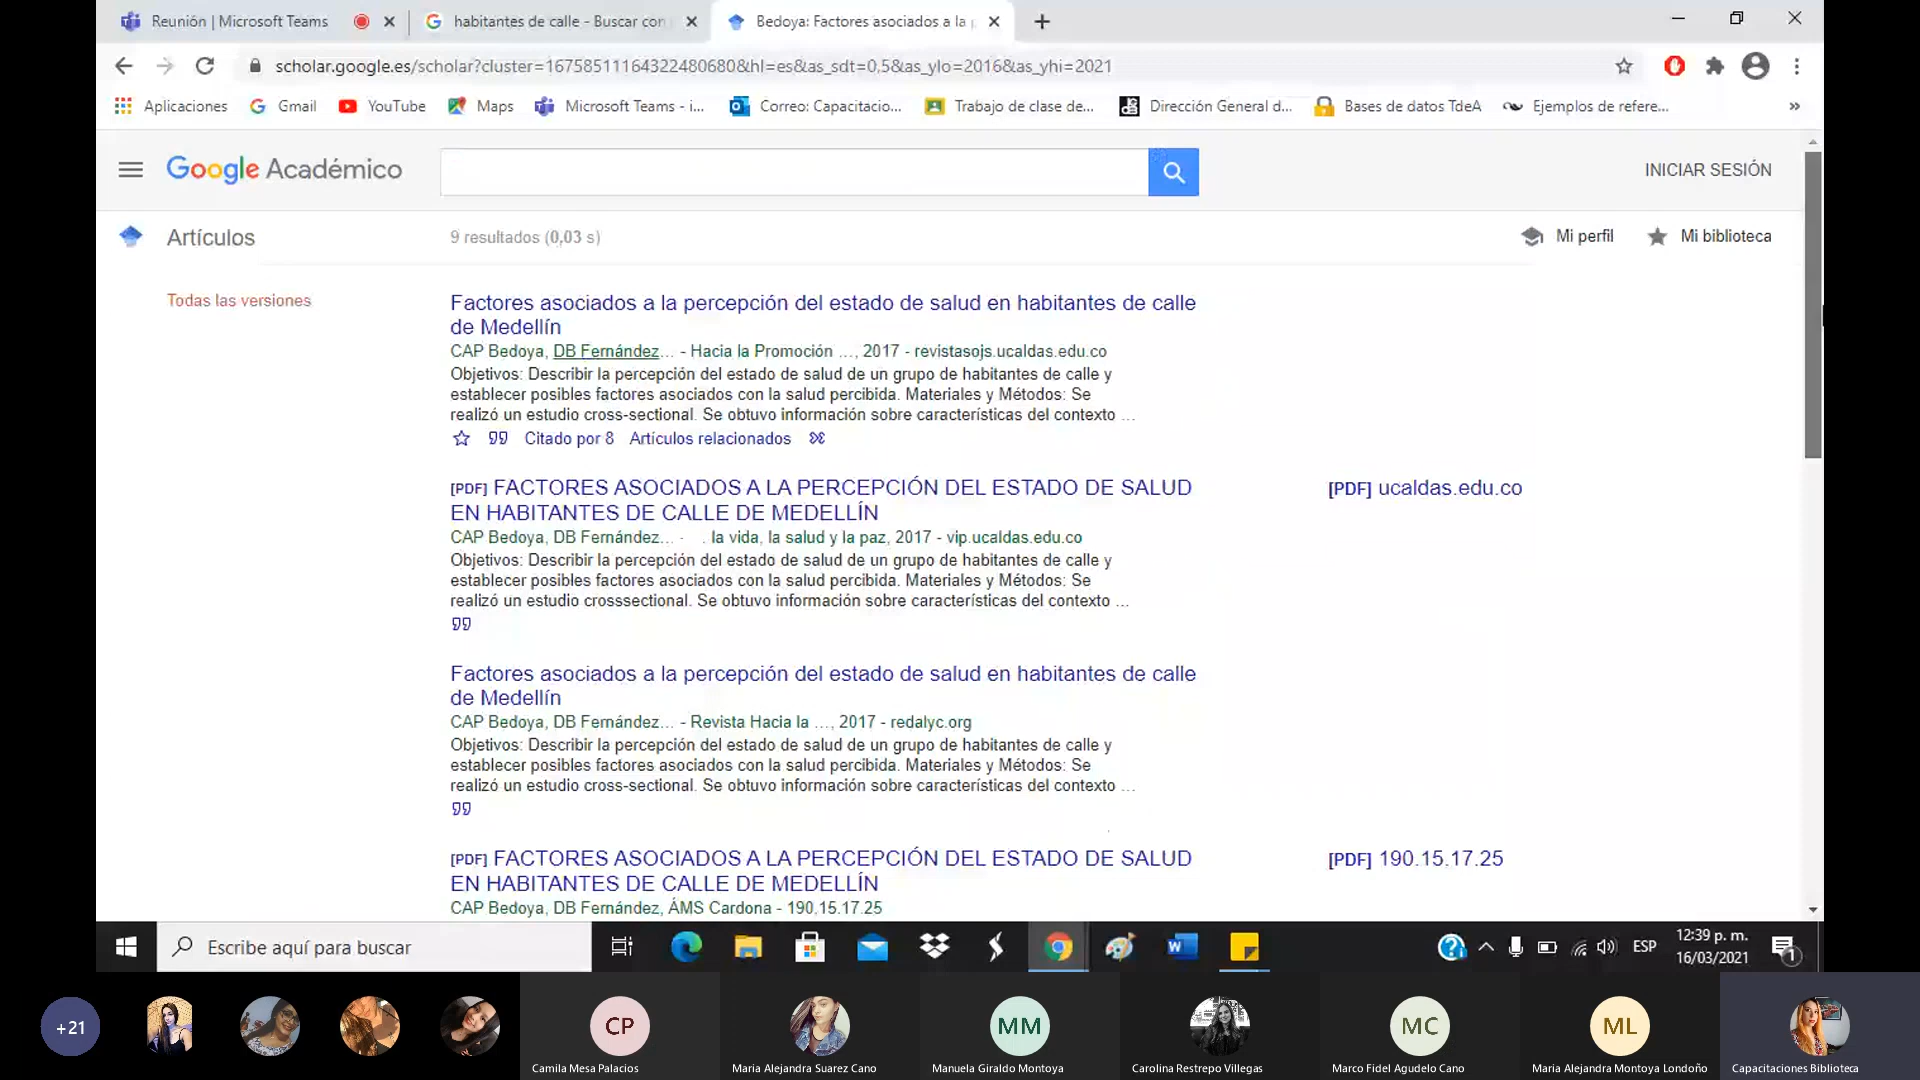 Reunión | Microsoft Teams
habitantes de calle - Buscar con
Bedoya: Factores asociados a la p
scholar.google.es/scholar?cluster=16758511164322480680&hl=es&as_sdt=0,5&as_ylo=2016&as_yhi=2021
Aplicaciones
Gmail
YouTube
Maps
Microsoft Teams - i...
Correo: Capacitacio...
Trabajo de clase de...
Dirección General d...
Bases de datos TdeA
Ejemplos de refere...
»
Google Académico
INICIAR SESIÓN
Artículos
9 resultados (0,03 s)
Mi perfil
Mi biblioteca
Todas las versiones
Factores asociados a la percepción del estado de salud en habitantes de calle
de Medellín
CAP Bedoya, DB Fernández... - Hacia la Promoción ..., 2017 - revistasojs.ucaldas.edu.co
Objetivos: Describir la percepción del estado de salud de un grupo de habitantes de calle y
establecer posibles factores asociados con la salud percibida. Materiales y Métodos: Se
realizó un estudio cross-sectional. Se obtuvo información sobre características del contexto ...
Citado por 8 Artículos relacionados
[PDF] FACTORES ASOCIADOS A LA PERCEPCIÓN DEL ESTADO DE SALUD
EN HABITANTES DE CALLE DE MEDELLÍN
[PDF] ucaldas.edu.co
CAP Bedoya, DB Fernández... - . la vida, la salud y la paz, 2017 - vip.ucaldas.edu.co
Objetivos: Describir la percepción del estado de salud de un grupo de habitantes de calle y
establecer posibles factores asociados con la salud percibida. Materiales y Métodos: Se
realizó un estudio crosssectional. Se obtuvo información sobre características del contexto ...
Factores asociados a la percepción del estado de salud en habitantes de calle
de Medellín
CAP Bedoya, DB Fernández... - Revista Hacia la ..., 2017 - redalyc.org
Objetivos: Describir la percepción del estado de salud de un grupo de habitantes de calle y
establecer posibles factores asociados con la salud percibida. Materiales y Métodos: Se
realizó un estudio cross-sectional. Se obtuvo información sobre características del contexto ...
[PDF] FACTORES ASOCIADOS A LA PERCEPCIÓN DEL ESTADO DE SALUD
EN HABITANTES DE CALLE DE MEDELLÍN
[PDF] 190.15.17.25
CAP Bedoya, DB Fernández, ÁMS Cardona - 190.15.17.25
Escribe aquí para buscar
ESP
12:39 p. m.
16/03/2021
1
+21
CP
MM
MC
ML
Camila Mesa Palacios
Maria Alejandra Suarez Cano
Manuela Giraldo Montoya
Carolina Restrepo Villegas
Marco Fidel Agudelo Cano
Maria Alejandra Montoya Londoño
Capacitaciones Biblioteca